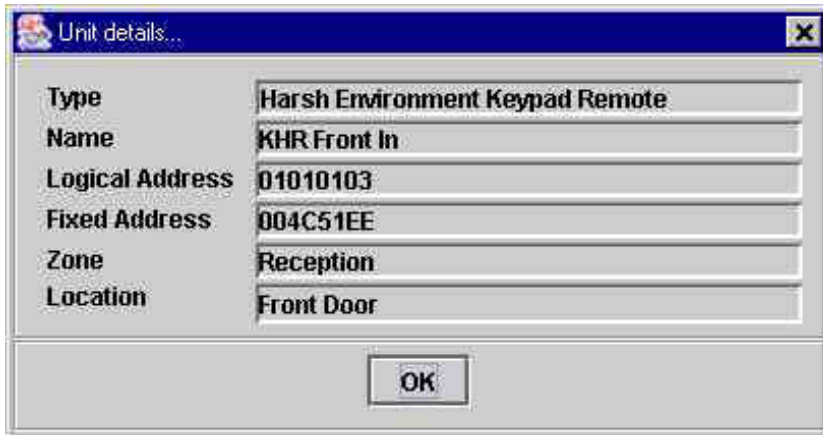 Unit details...
Type Harsh Environment Keypad Remote
Name KHR Front In
Logical Address 01010103
Fixed Address 004C51EE
Zone Reception
Location Front Door
OK